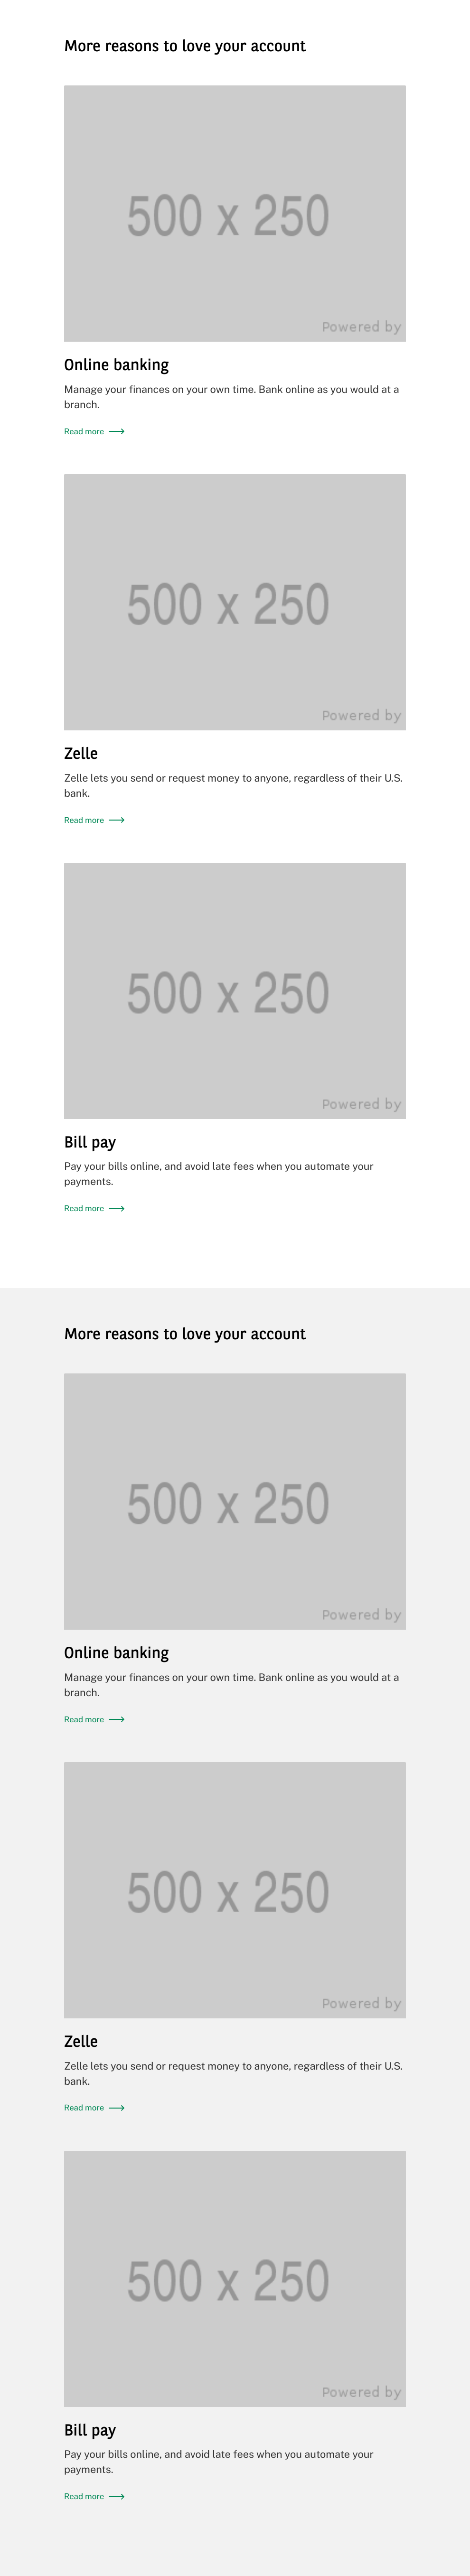 More reasons to love your account
500 x 250
Powered by
Online banking
Manage your finances on your own time. Bank online as you would at a
branch.
Read more
500 x 250
Powered by
Zelle
Zelle lets you send or request money to anyone, regardless of their U.S.
bank.
Read more
500 x 250
Powered by
Bill pay
Pay your bills online, and avoid late fees when you automate your
payments.
Read more
More reasons to love your account
500 x 250
Powered by
Online banking
Manage your finances on your own time. Bank online as you would at a
branch.
Read more
500 x 250
Powered by
Zelle
Zelle lets you send or request money to anyone, regardless of their U.S.
bank.
Read more
500 x 250
Powered by
Bill pay
Pay your bills online, and avoid late fees when you automate your
payments.
Read more